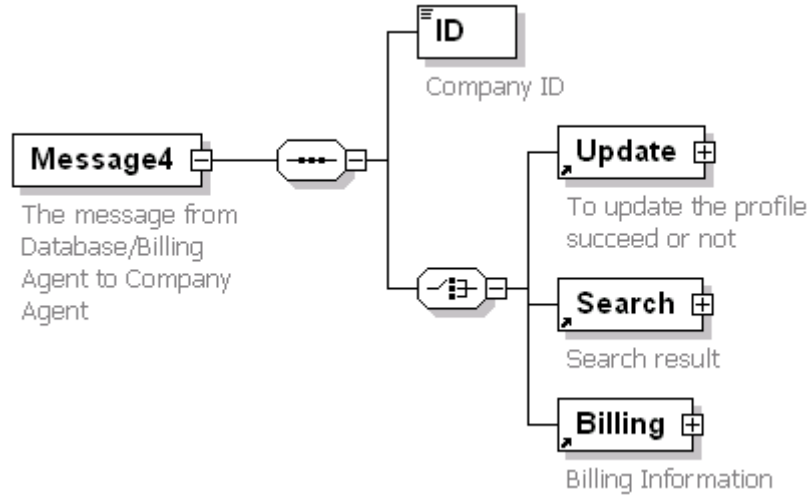 ID
Company ID
Message4
The message from
Database/Billing
Agent to Company
Agent
Update
To update the profile
succeed or not
Search
Search result
Billing
Billing Information